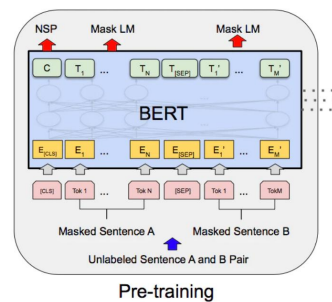 NSP Mask LM Mask LM
C T1 ... TN T[SEP] T1' ... TM'
BERT
E[CLS] E1 ... EN E[SEP] E1' ... EM'
[CLS] Tok 1 ... Tok N [SEP] Tok 1 ... TokM
Masked Sentence A Masked Sentence B
Unlabeled Sentence A and B Pair
Pre-training